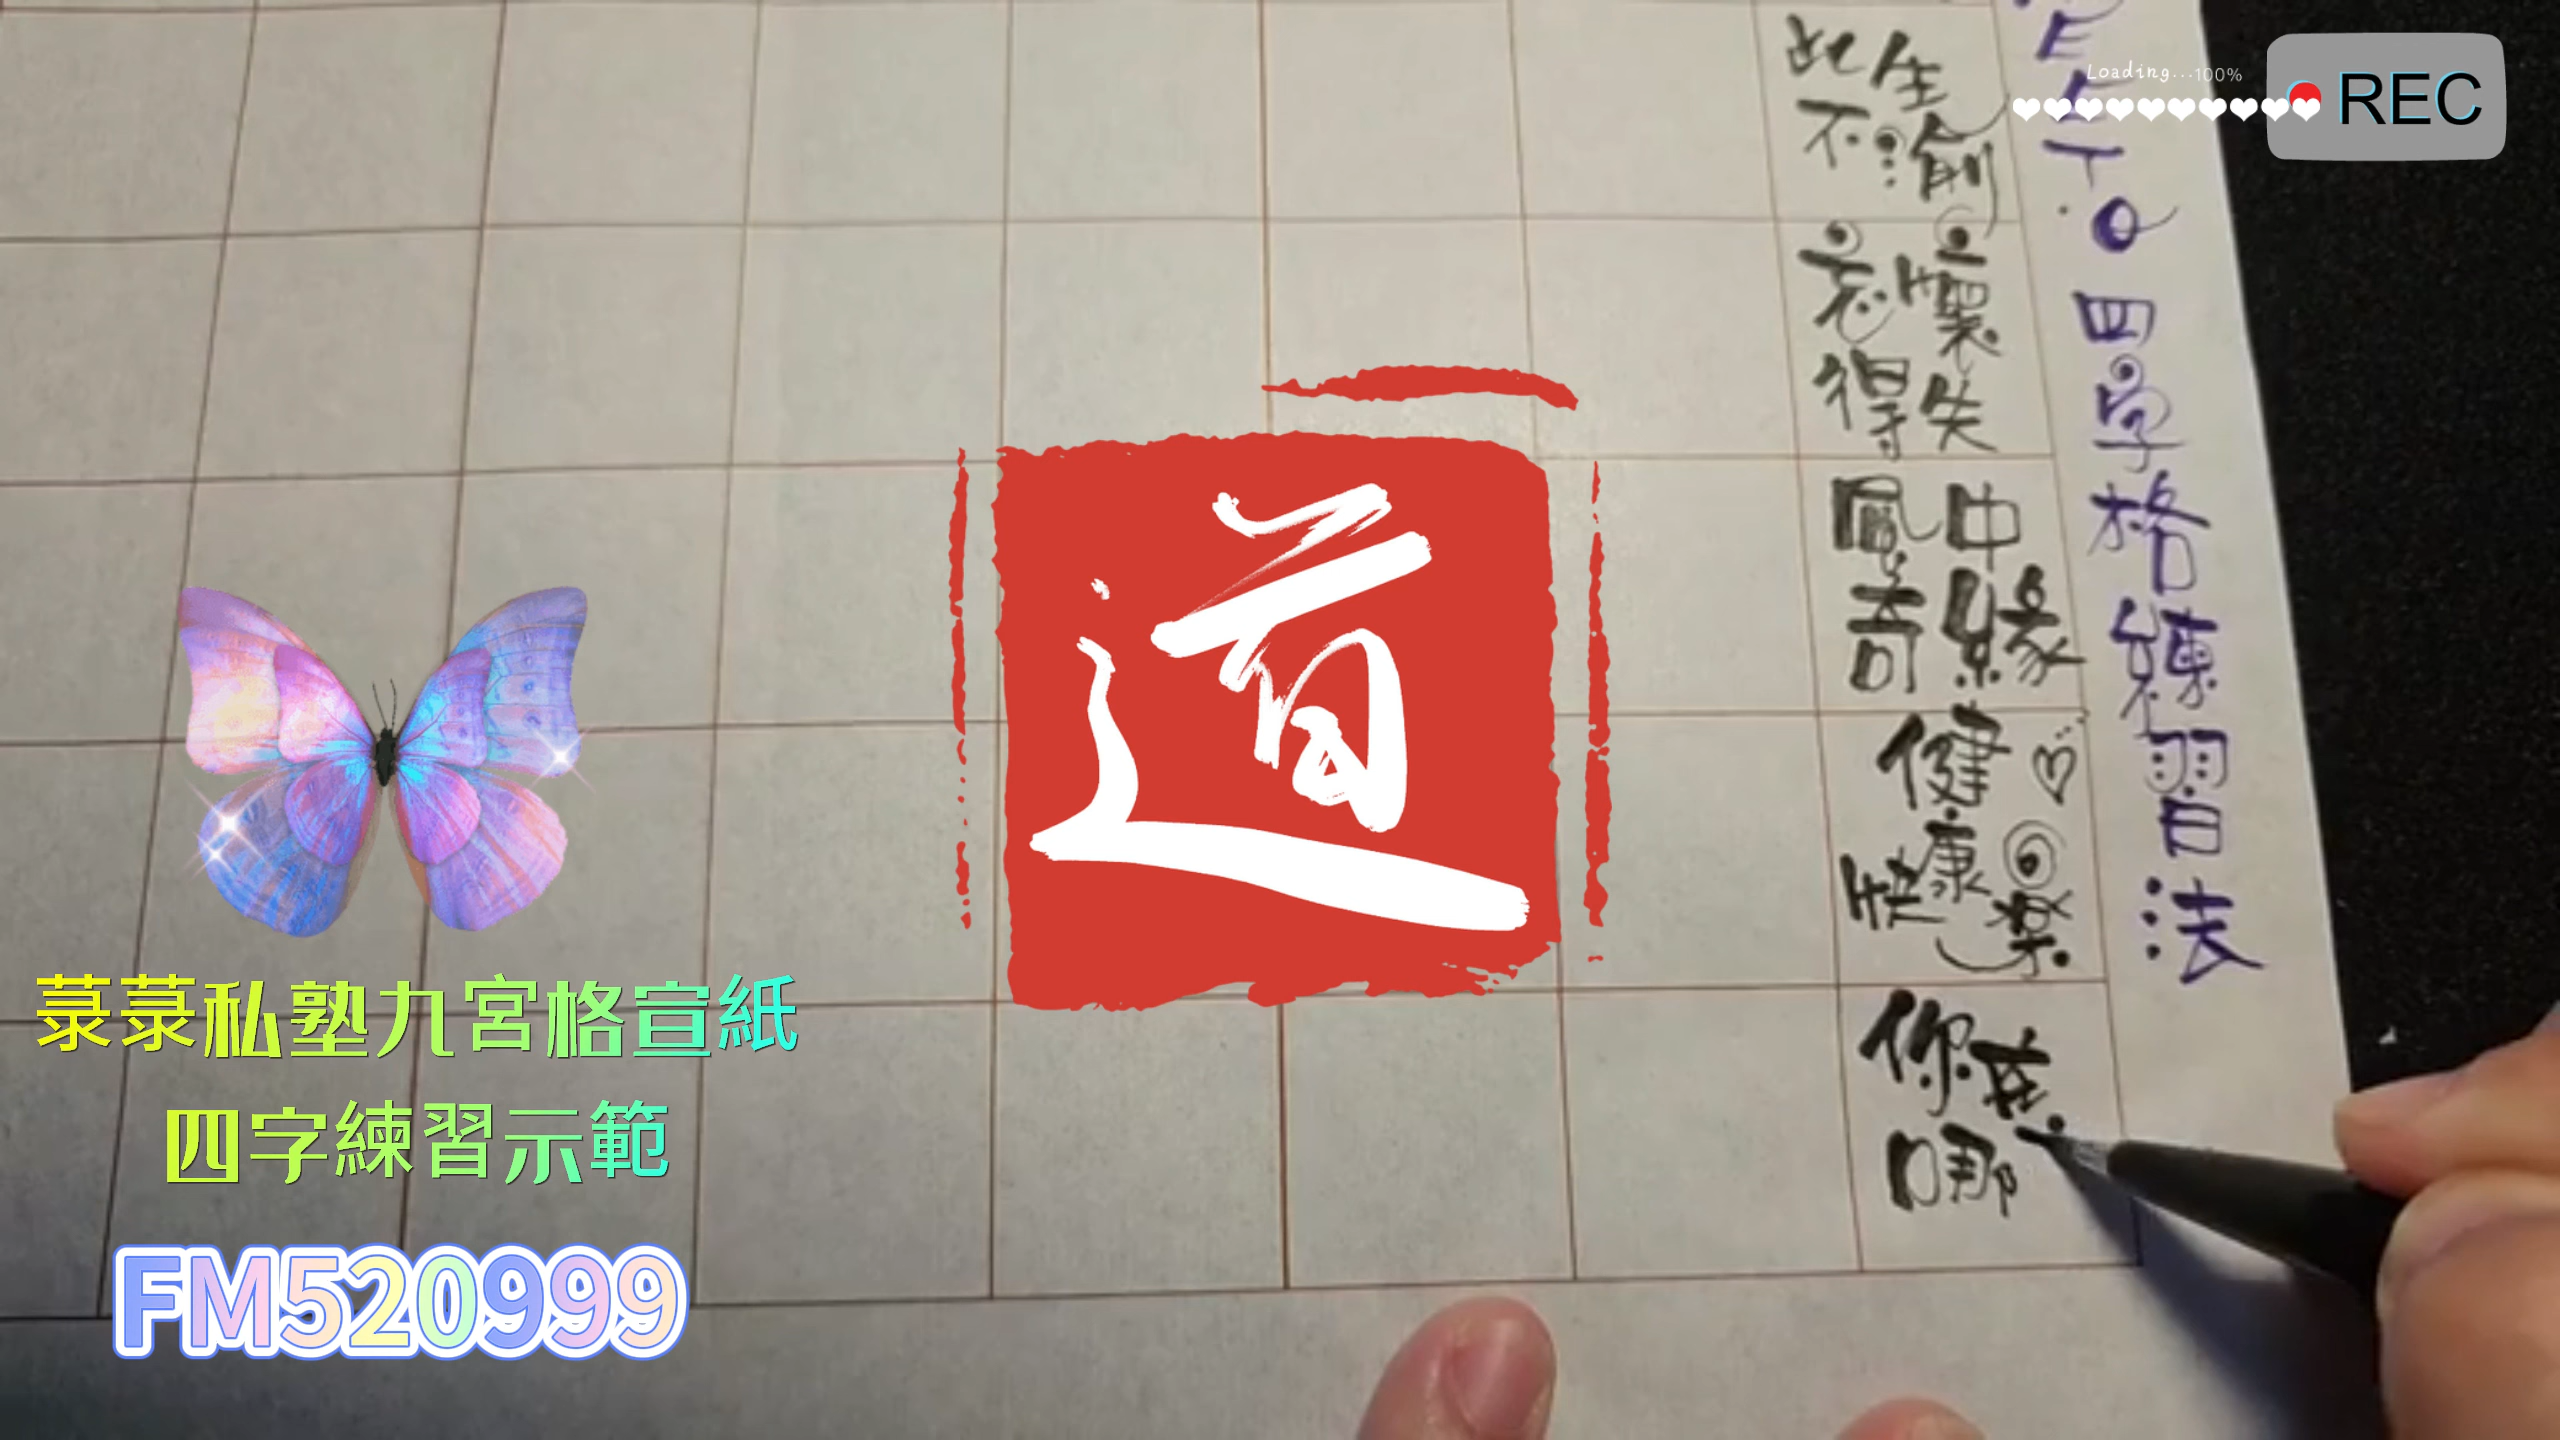 Loading...100%
REC
四字格練習法
此生
不渝
哀懷
得失
風中
奇緣
健康
快樂
你在
哪
道
菉菉私塾九宮格宣紙
四字練習示範
FM520999